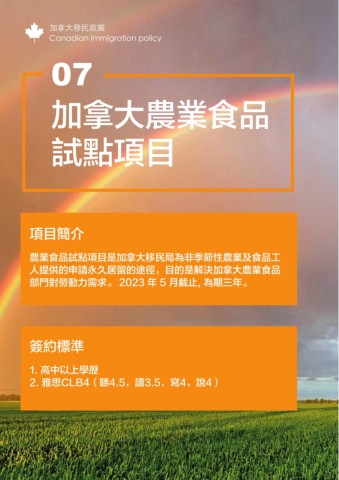 加拿大移民政策
Canadian immigration policy
07
加拿大農業食品
試點項目
項目簡介
農業食品試點項目是加拿大移民局為非季節性農業及食品工
人提供的申請永久居留的途徑，目的是解決加拿大農業食品
部門對勞動力需求。2023 年 5 月截止, 為期三年。
簽約標準
1. 高中以上學歷
2. 雅思CLB4（聽4.5，讀3.5，寫4，說4）